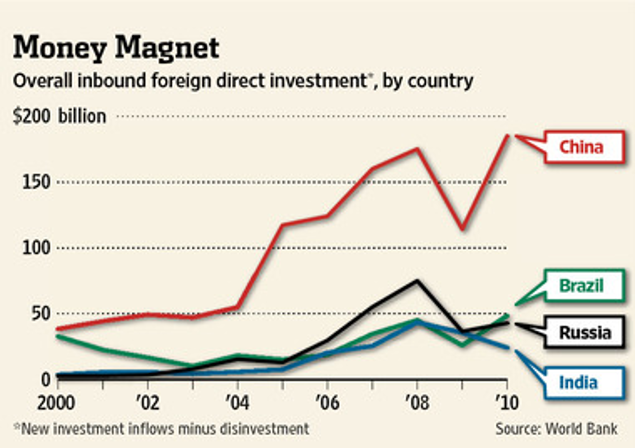 Money Magnet
Overall inbound foreign direct investment*, by country
$200 billion
China
150
100
Brazil
50
Russia
India
0
2000 '02 '04 '06 '08 '10
*New investment inflows minus disinvestment
Source: World Bank